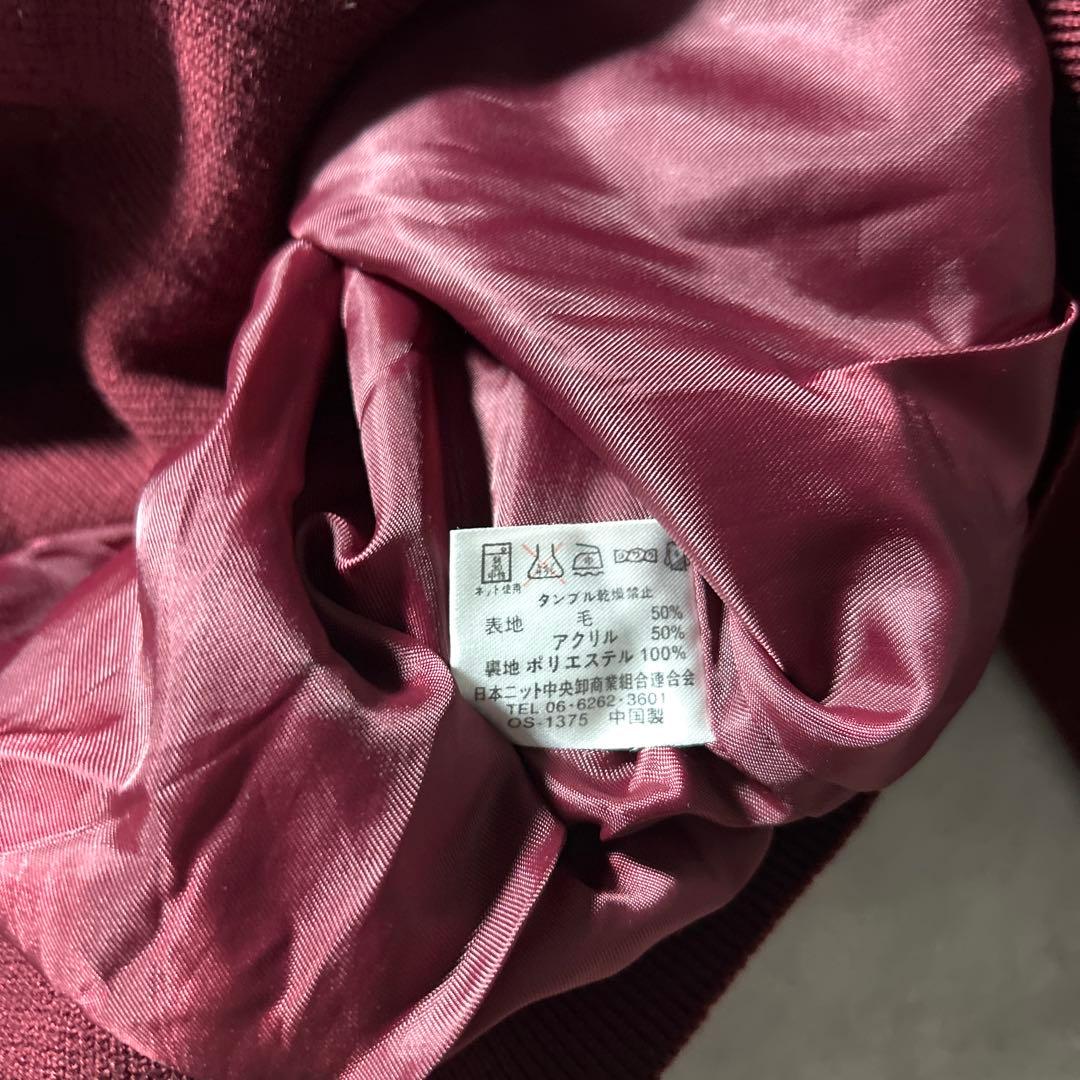 ネット使用
タンブル乾燥禁止
表地 毛 50%
アクリル 50%
裏地 ポリエステル 100%
日本ニット中央卸商業組合連合会
TEL 06・6262・3601
OS-1375 中国製